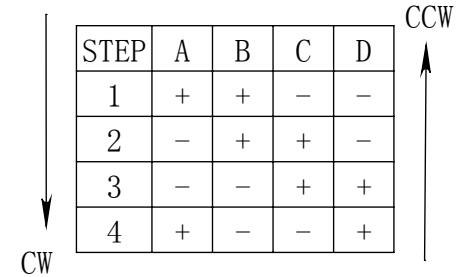 CCW
STEP A B C D
1 + + － －
2 － + + －
3 － － + +
4 + － － +
CW